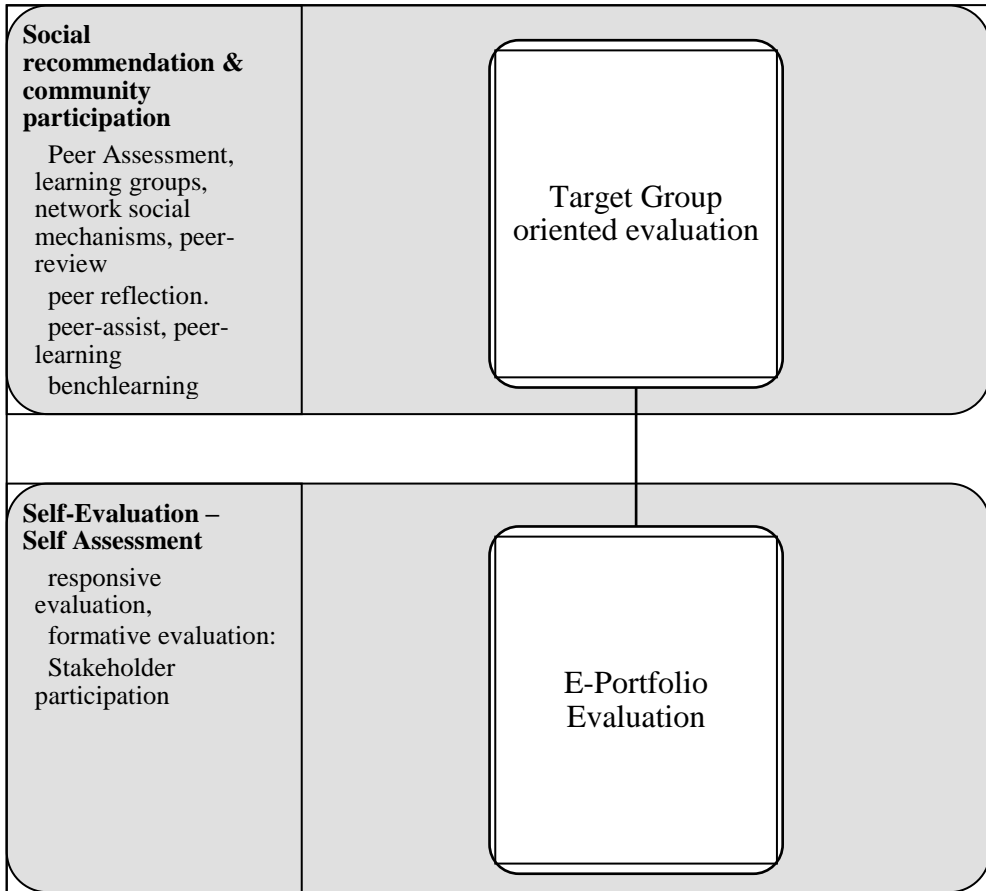 Social
recommendation &
community
participation
Peer Assessment,
learning groups,
network social
mechanisms, peer-
review
peer reflection.
peer-assist, peer-
learning
benchlearning
Target Group
oriented evaluation
Self-Evaluation –
Self Assessment
responsive
evaluation,
formative evaluation:
Stakeholder
participation
E-Portfolio
Evaluation